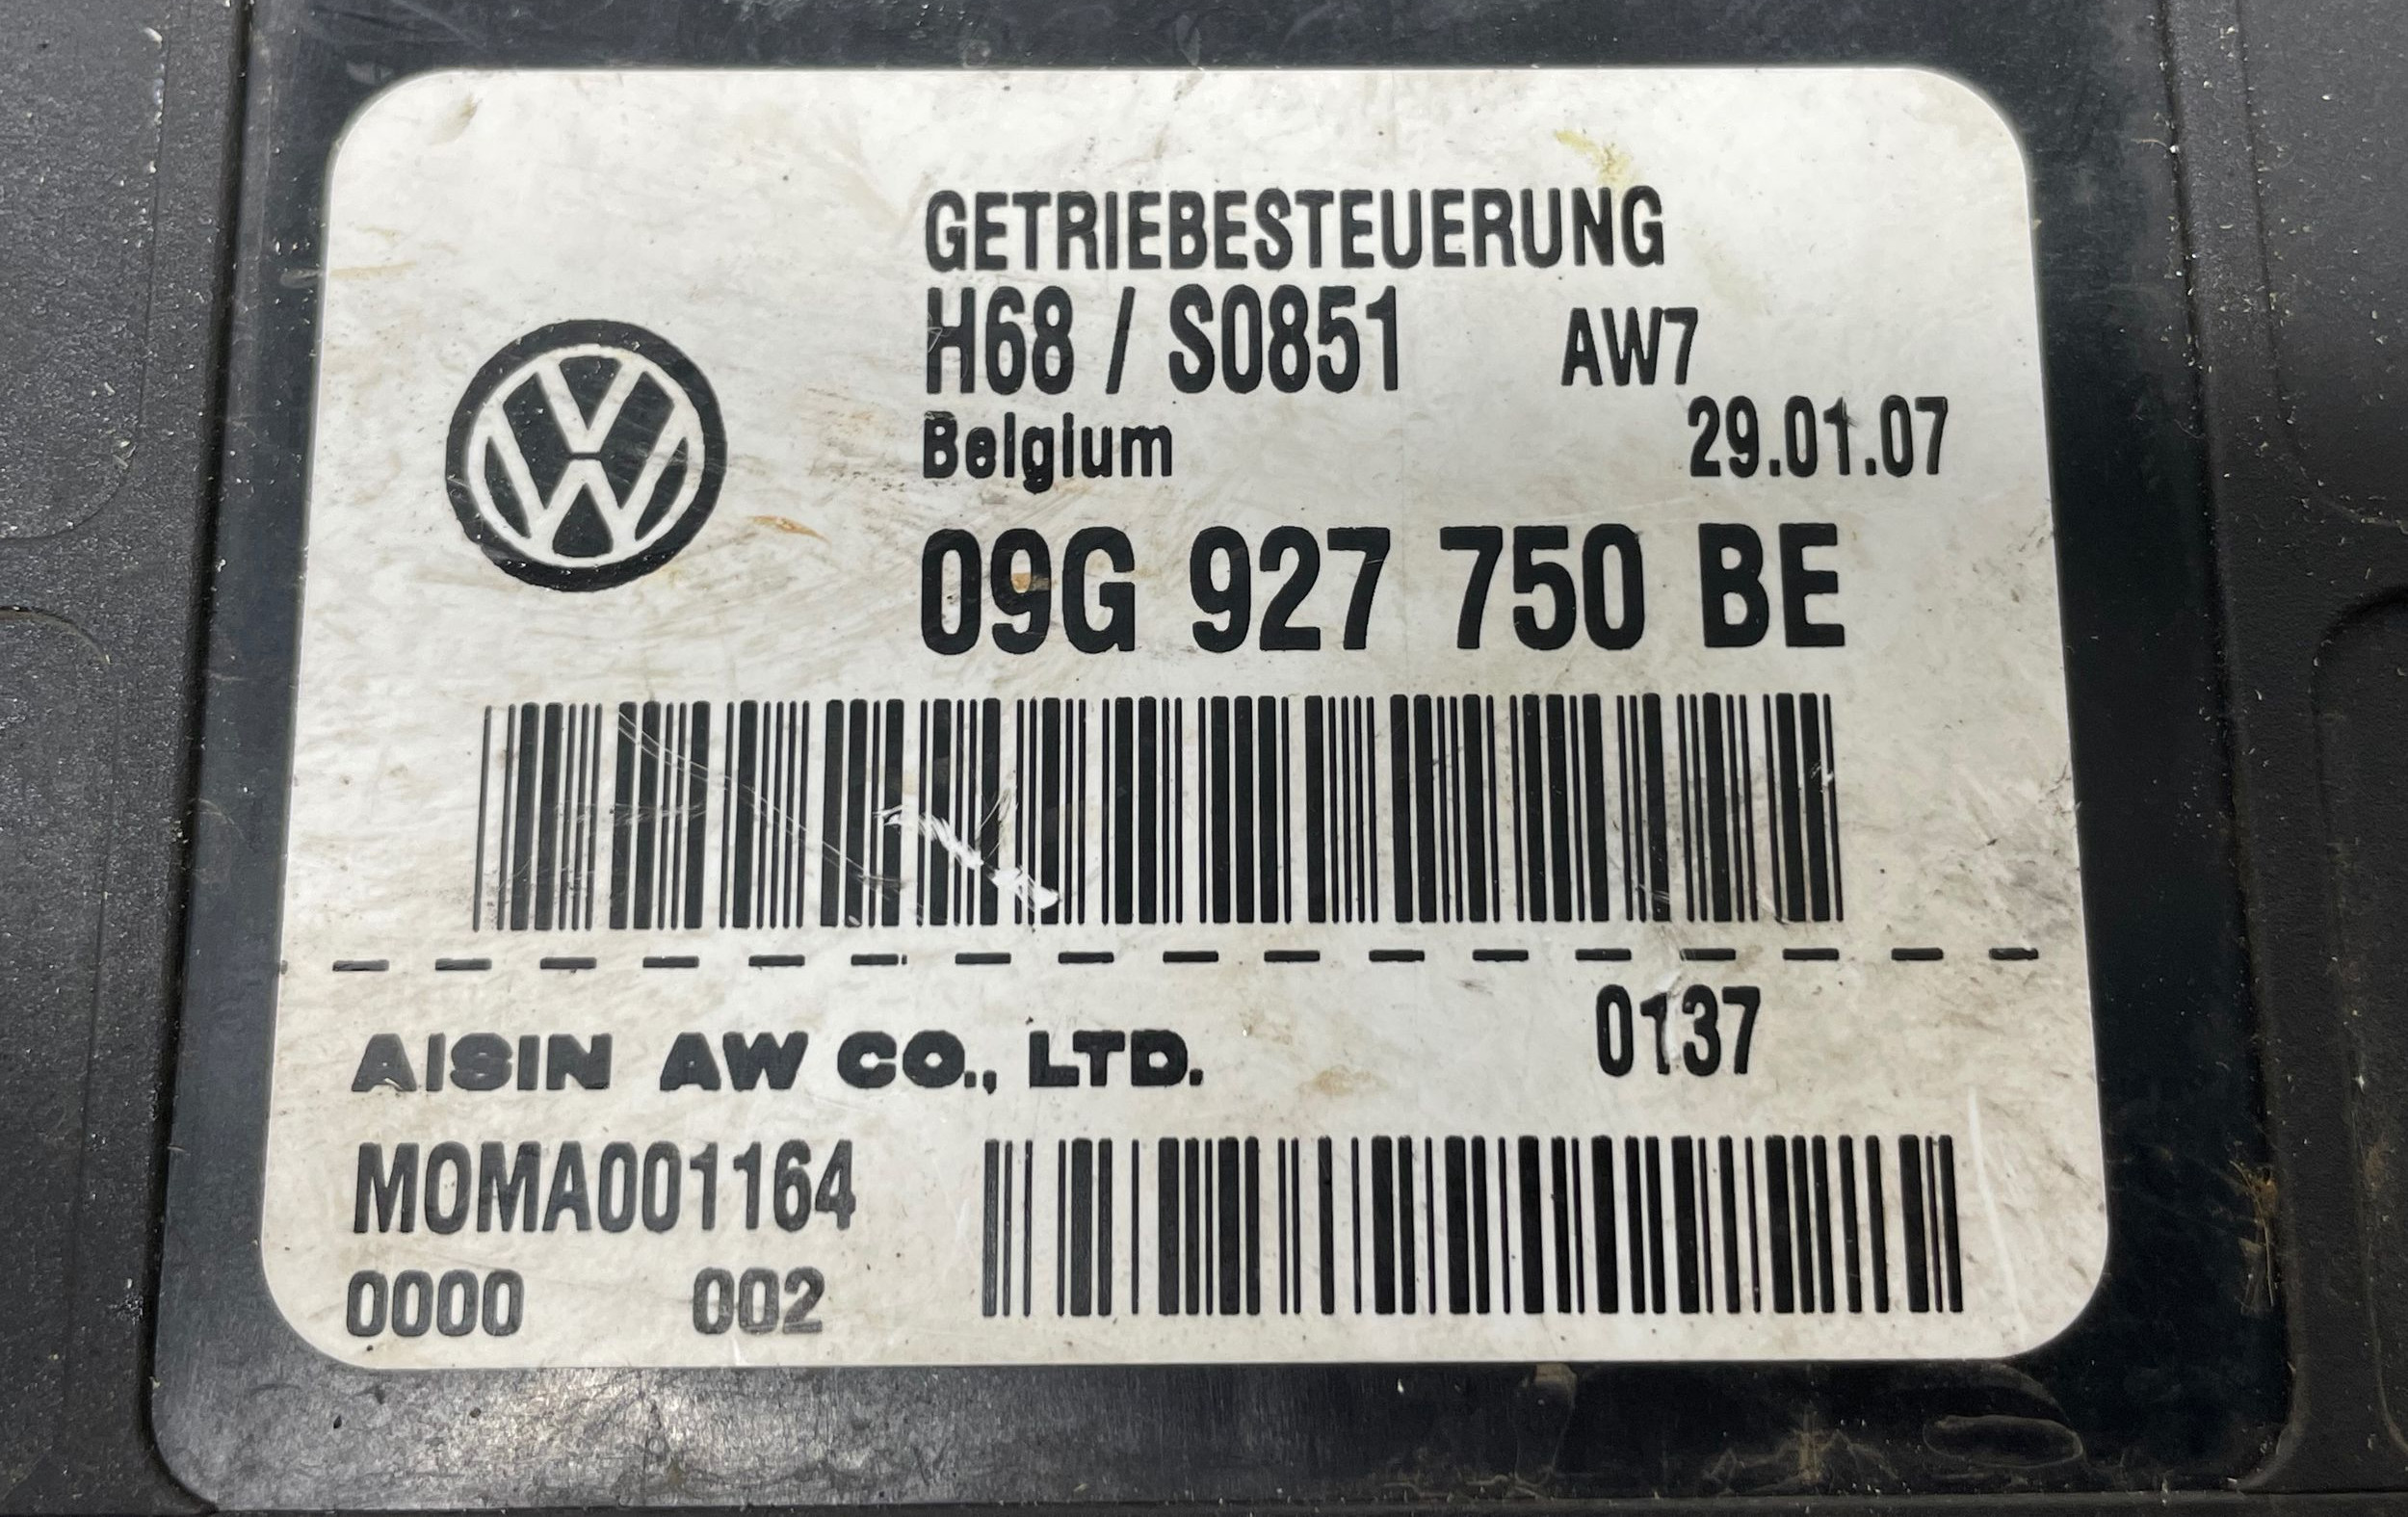 GETRIEBESTEUERUNG
H68 / S0851 AW7
Belgium 29.01.07
09G 927 750 BE
AISIN AW CO., LTD. 0137
MOMA001164
0000 002